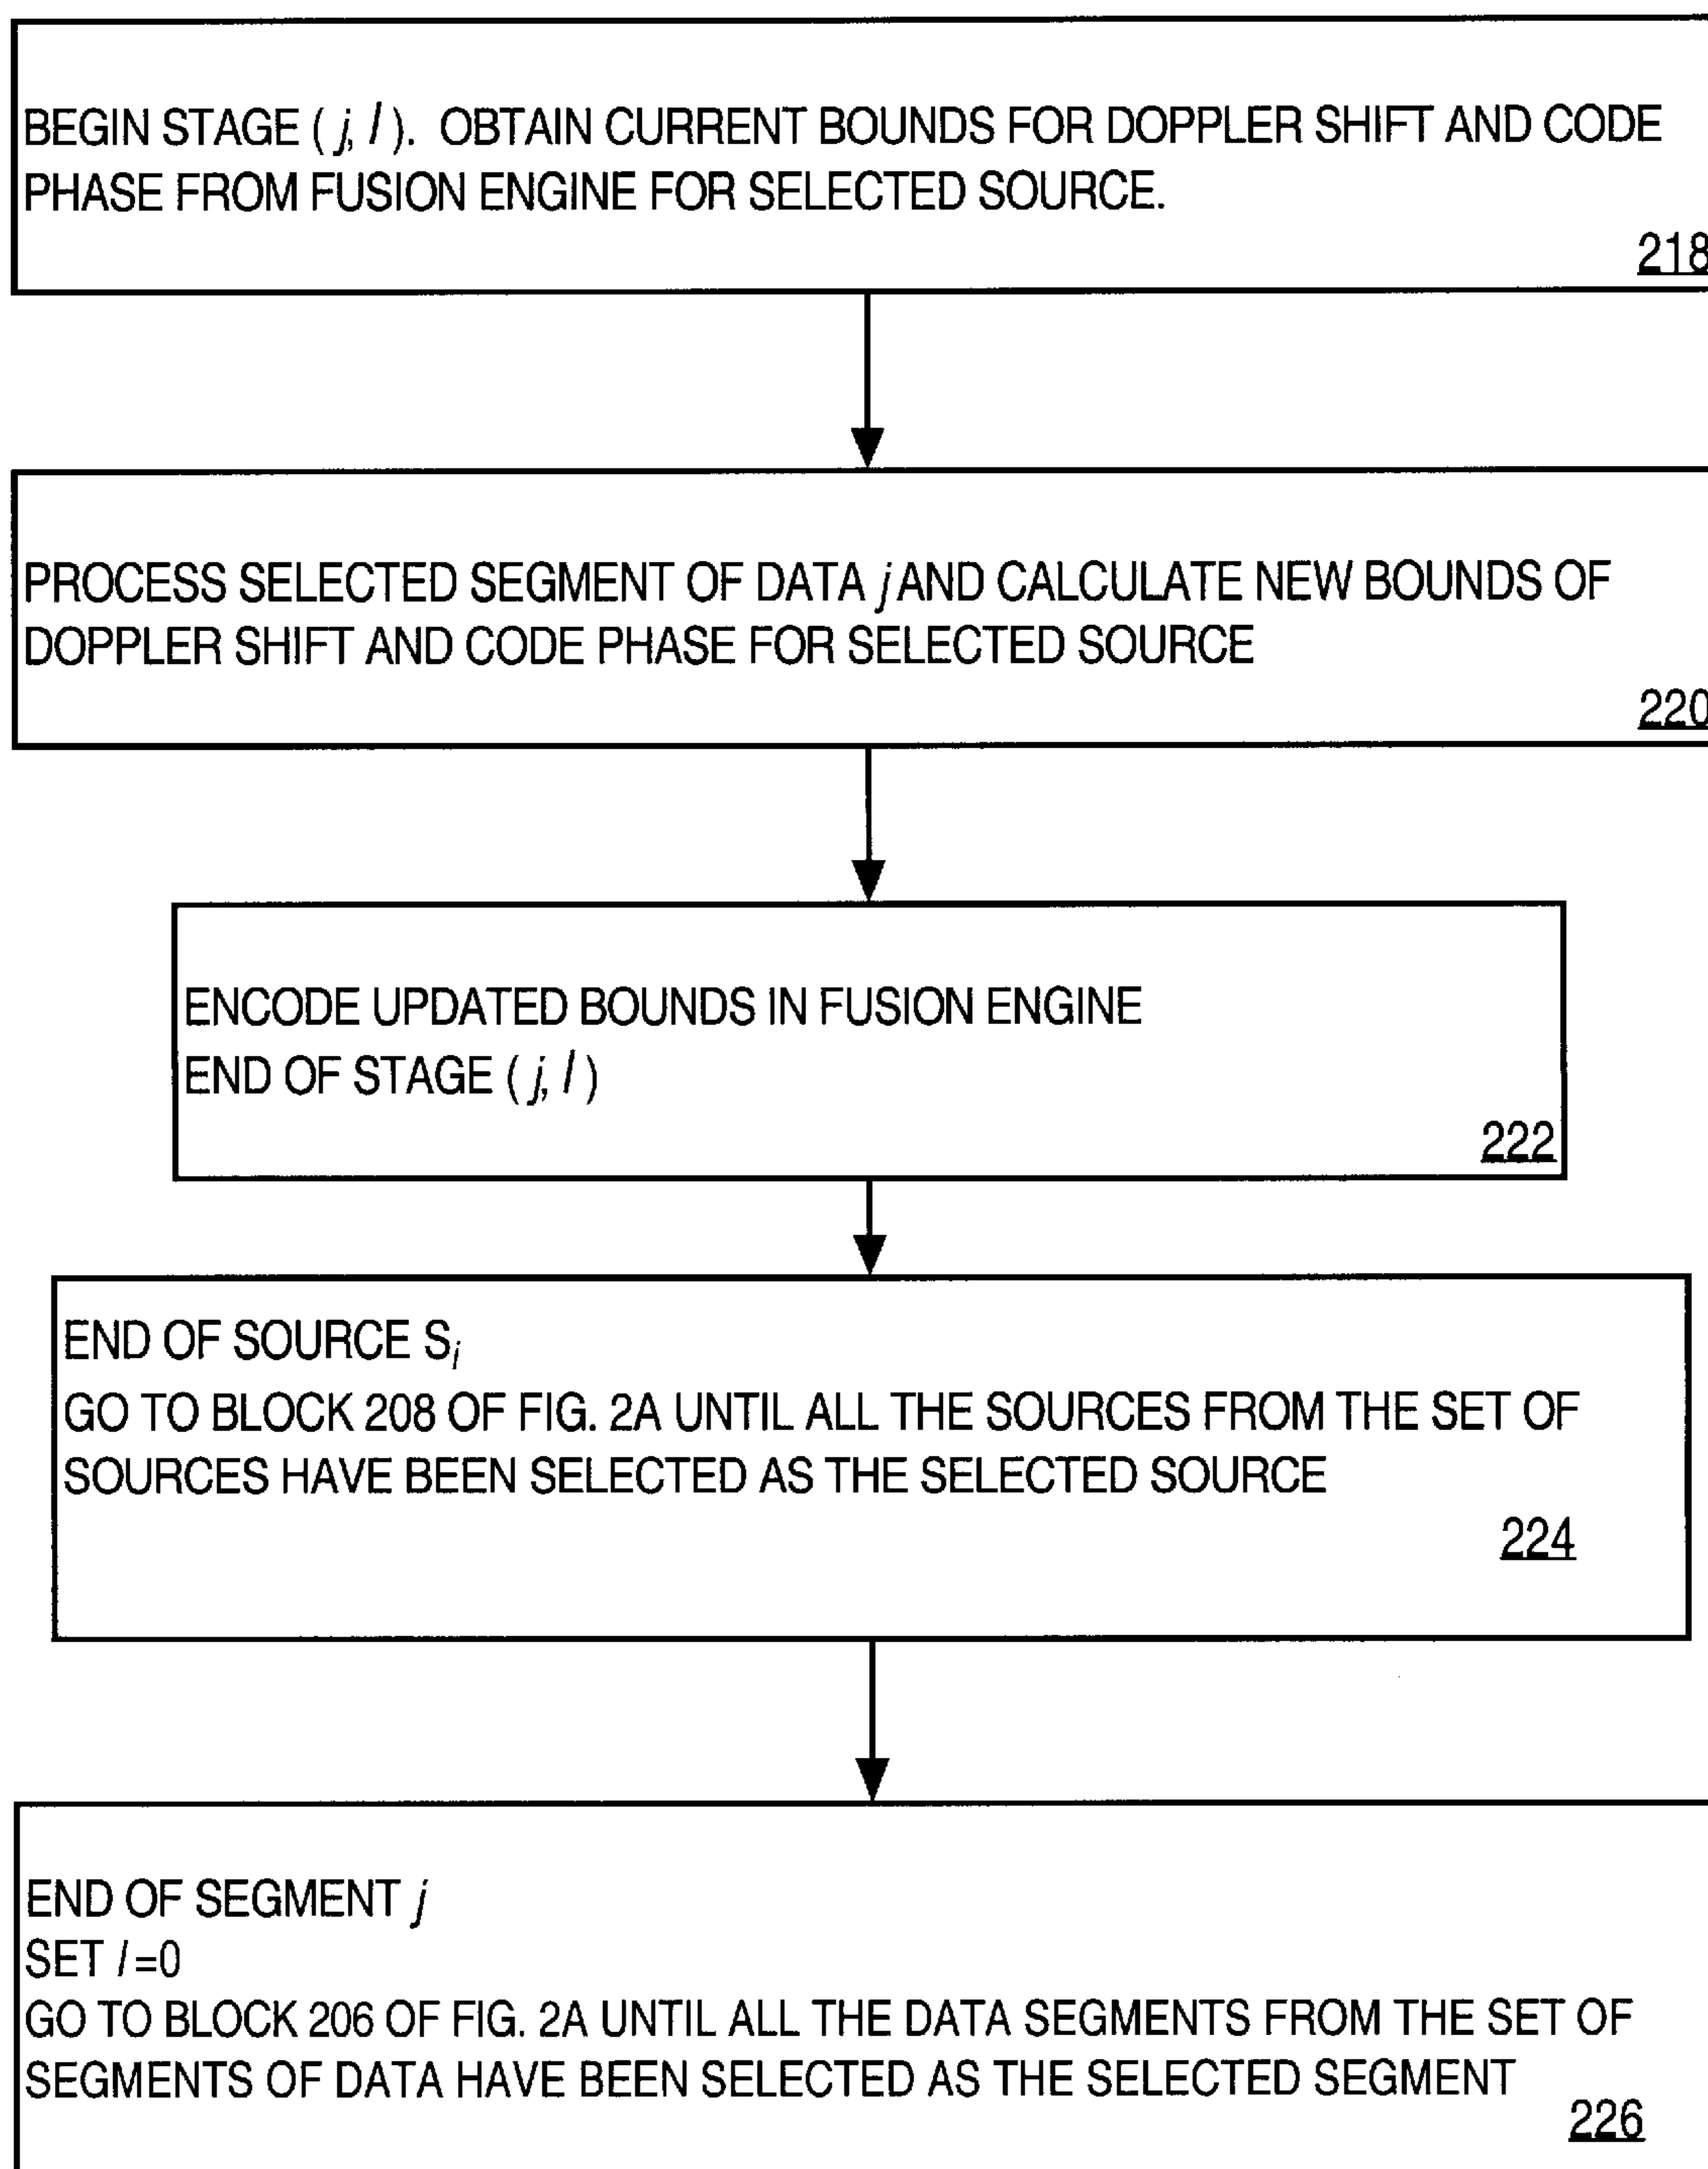 BEGIN STAGE ( j, l ). OBTAIN CURRENT BOUNDS FOR DOPPLER SHIFT AND CODE
PHASE FROM FUSION ENGINE FOR SELECTED SOURCE.
218
PROCESS SELECTED SEGMENT OF DATA j AND CALCULATE NEW BOUNDS OF
DOPPLER SHIFT AND CODE PHASE FOR SELECTED SOURCE
220
ENCODE UPDATED BOUNDS IN FUSION ENGINE
END OF STAGE ( j, l )
222
END OF SOURCE Si
GO TO BLOCK 208 OF FIG. 2A UNTIL ALL THE SOURCES FROM THE SET OF
SOURCES HAVE BEEN SELECTED AS THE SELECTED SOURCE
224
END OF SEGMENT j
SET l =0
GO TO BLOCK 206 OF FIG. 2A UNTIL ALL THE DATA SEGMENTS FROM THE SET OF
SEGMENTS OF DATA HAVE BEEN SELECTED AS THE SELECTED SEGMENT
226